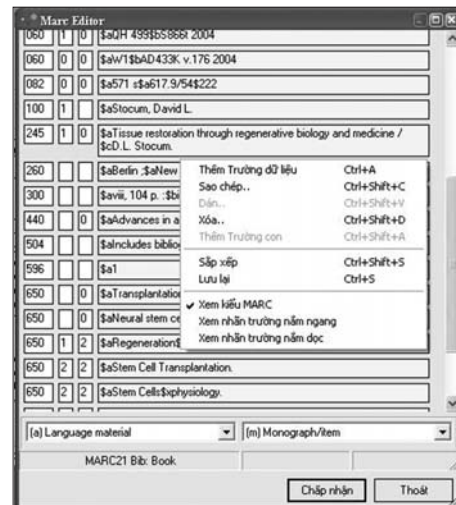 Marc Editor
060 1 0 $aQH 499$bS866t 2004
060 0 0 $aW1$bAD433K v.176 2004
082 0 0 $a571 s$a617.9/54$222
100 1 $aStocum, David L.
245 1 0 $aTissue restoration through regenerative biology and medicine /
$cD.L. Stocum.
260 $aBerlin ;$aNew
300 $aviii, 104 p. :$bi
440 0 $aAdvances in a
504 $aIncludes bibliog
596 $a1
650 0 $aTransplantatio
650 0 $aNeural stem ce
650 1 2 $aRegeneration$
650 2 2 $aStem Cell Transplantation.
650 2 2 $aStem Cells$xphysiology.
Thêm Trường dữ liệu Ctrl+A
Sao chép.. Ctrl+Shift+C
Dán.. Ctrl+Shift+V
Xóa.. Ctrl+Shift+D
Thêm Trường con Ctrl+Shift+A
Sắp xếp Ctrl+Shift+S
Lưu lại Ctrl+S
Xem kiểu MARC
Xem nhãn trường nằm ngang
Xem nhãn trường nằm dọc
(a) Language material (m) Monograph/item
MARC21 Bib: Book
Chấp nhận Thoát